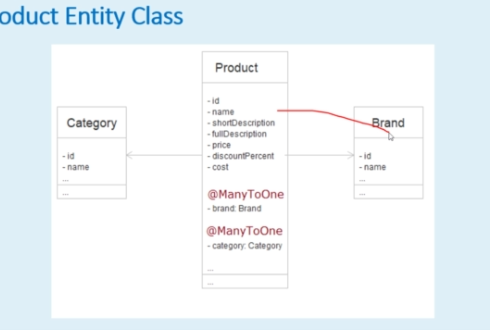 oduct Entity Class
Product
- id
- name
- shortDescription
- fullDescription
- price
- discountPercent
- cost
@ManyToOne
- brand: Brand
@ManyToOne
- category: Category
...
...
Category
- id
- name
...
...
Brand
- id
- name
...
...